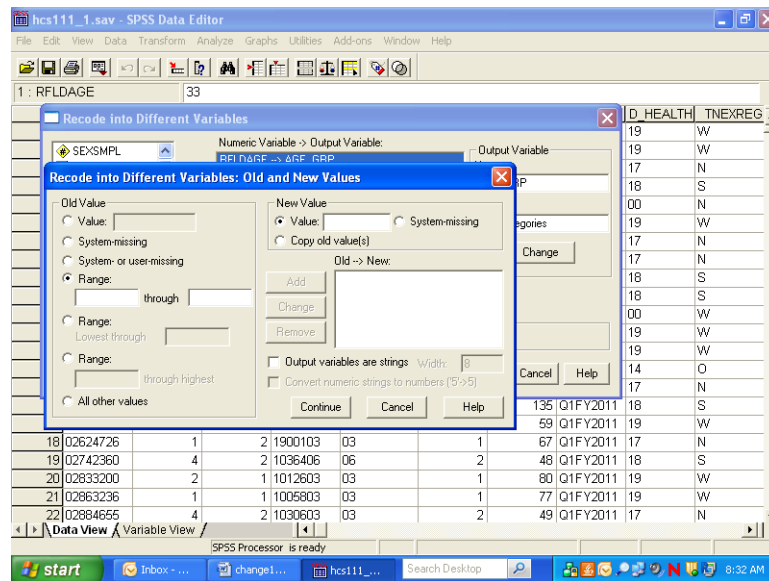 hcs111_1.sav - SPSS Data Editor
File Edit View Data Transform Analyze Graphs Utilities Add-ons Window Help
1 : RFLDAGE 33
D_HEALTH TNEXREG
19 W
19 W
17 N
18 S
00 N
19 W
17 N
17 N
18 S
18 S
00 W
19 W
19 W
14 O
17 N
135 Q1FY2011 18 S
59 Q1FY2011 19 W
18 02624726 1 2 1900103 03 1 67 Q1FY2011 17 N
19 02742360 4 2 1036406 06 2 48 Q1FY2011 18 S
20 02833200 2 1 1012603 03 1 80 Q1FY2011 19 W
21 02863236 1 1 1005803 03 1 77 Q1FY2011 19 W
22 02884655 4 2 1030603 03 2 49 Q1FY2011 17 N
Recode into Different Variables
SEXSMPL
Numeric Variable -> Output Variable:
RFLDAGE --> AGE_GRP
Output Variable
Change
Cancel Help
Recode into Different Variables: Old and New Values
Old Value
Value:
System-missing
System- or user-missing
Range:
through
Range:
Lowest through
Range:
through highest
All other values
New Value
Value: System-missing
Copy old value(s)
Old --> New:
Add
Change
Remove
Output variables are strings Width: 8
Convert numeric strings to numbers ('5'->5)
Continue Cancel Help
Data View Variable View
SPSS Processor is ready
start Inbox - ... change1... hcs111_... Search Desktop 8:32 AM